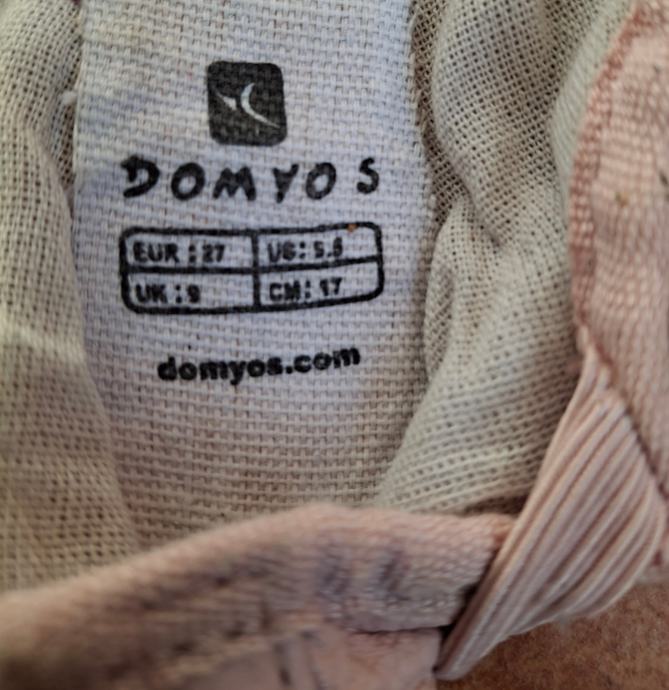 DOMYOS
EUR : 27 US: 5.5
UK : 9 CM: 17
domyos.com